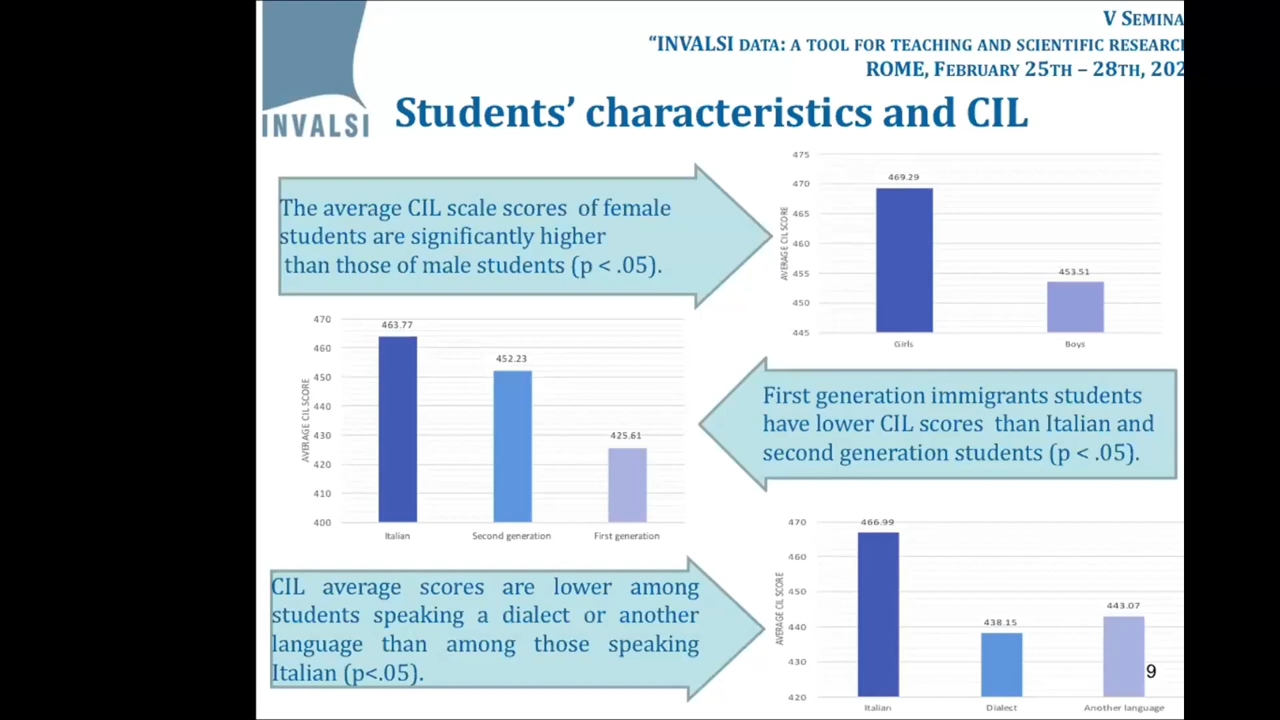 V SEMINA
“INVALSI DATA: A TOOL FOR TEACHING AND SCIENTIFIC RESEARC
ROME, FEBRUARY 25TH – 28TH, 202
INVALSI
Students’ characteristics and CIL
The average CIL scale scores of female
students are significantly higher
than those of male students (p < .05).
475
470
465
460
455
450
445
AVERAGE CIL SCORE
469.29
453.51
Girls
Boys
470
460
450
440
430
420
410
400
AVERAGE CIL SCORE
463.77
452.23
425.61
Italian
Second generation
First generation
First generation immigrants students
have lower CIL scores than Italian and
second generation students (p < .05).
CIL average scores are lower among
students speaking a dialect or another
language than among those speaking
Italian (p<.05).
470
460
450
440
430
420
AVERAGE CIL SCORE
466.99
438.15
443.07
Italian
Dialect
Another language
9